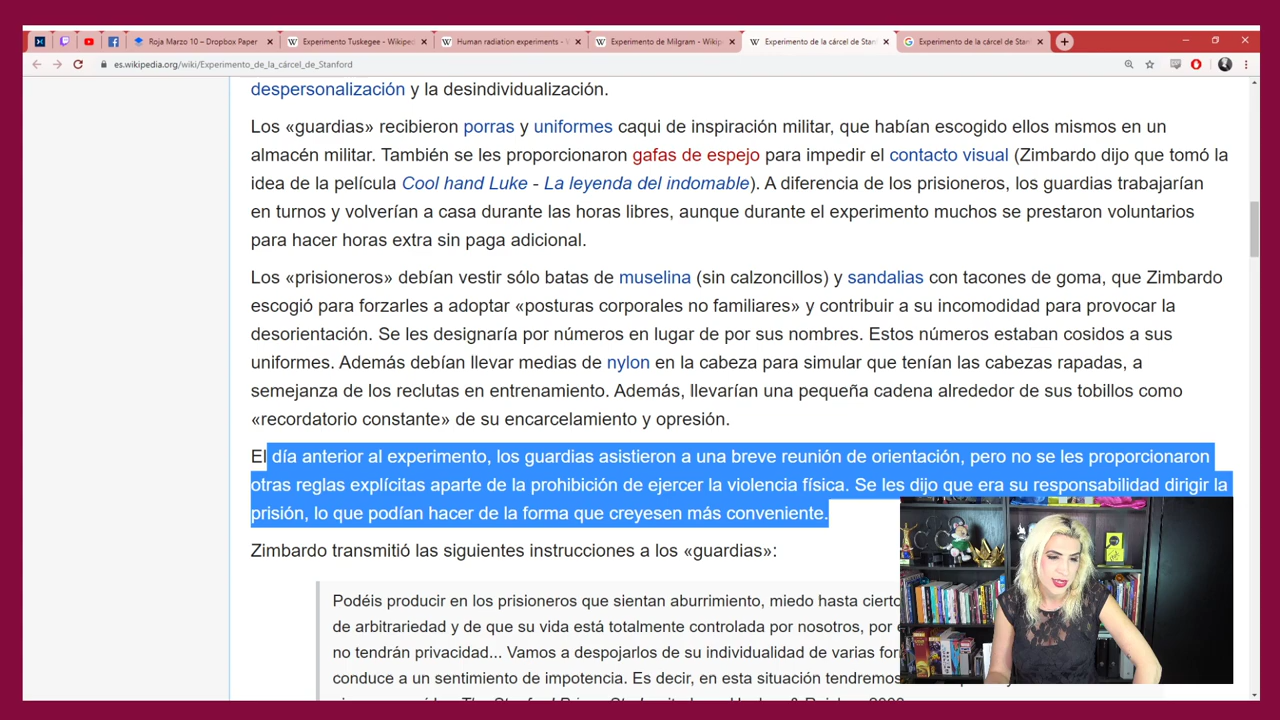 Roja Marzo 10 – Dropbox Paper
Experimento Tuskegee - Wikipe
Human radiation experiments - W
Experimento de Milgram - Wikip
Experimento de la cárcel de Stan
Experimento de la cárcel de Stan
es.wikipedia.org/wiki/Experimento_de_la_cárcel_de_Stanford
despersonalización y la desindividualización.
Los «guardias» recibieron porras y uniformes caqui de inspiración militar, que habían escogido ellos mismos en un
almacén militar. También se les proporcionaron gafas de espejo para impedir el contacto visual (Zimbardo dijo que tomó la
idea de la película Cool hand Luke - La leyenda del indomable). A diferencia de los prisioneros, los guardias trabajarían
en turnos y volverían a casa durante las horas libres, aunque durante el experimento muchos se prestaron voluntarios
para hacer horas extra sin paga adicional.
Los «prisioneros» debían vestir sólo batas de muselina (sin calzoncillos) y sandalias con tacones de goma, que Zimbardo
escogió para forzarles a adoptar «posturas corporales no familiares» y contribuir a su incomodidad para provocar la
desorientación. Se les designaría por números en lugar de por sus nombres. Estos números estaban cosidos a sus
uniformes. Además debían llevar medias de nylon en la cabeza para simular que tenían las cabezas rapadas, a
semejanza de los reclutas en entrenamiento. Además, llevarían una pequeña cadena alrededor de sus tobillos como
«recordatorio constante» de su encarcelamiento y opresión.
El día anterior al experimento, los guardias asistieron a una breve reunión de orientación, pero no se les proporcionaron
otras reglas explícitas aparte de la prohibición de ejercer la violencia física. Se les dijo que era su responsabilidad dirigir la
prisión, lo que podían hacer de la forma que creyesen más conveniente.
Zimbardo transmitió las siguientes instrucciones a los «guardias»:
Podéis producir en los prisioneros que sientan aburrimiento, miedo hasta cierto
de arbitrariedad y de que su vida está totalmente controlada por nosotros, por
no tendrán privacidad... Vamos a despojarlos de su individualidad de varias for
conduce a un sentimiento de impotencia. Es decir, en esta situación tendremos